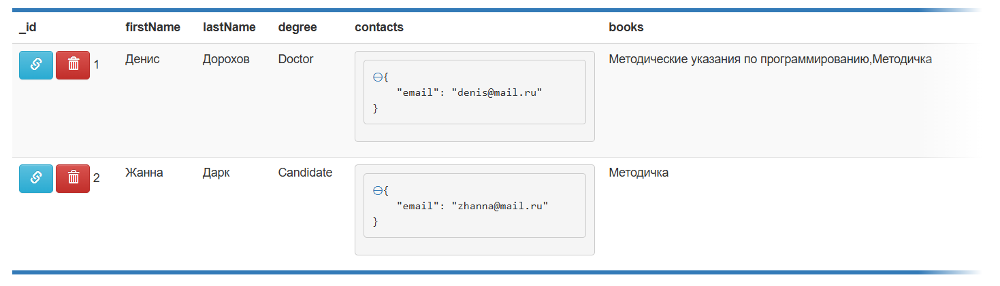 _id firstName lastName degree contacts books
1 Денис Дорохов Doctor Методические указания по программированию,Методичка
{
"email": "denis@mail.ru"
}
2 Жанна Дарк Candidate Методичка
{
"email": "zhanna@mail.ru"
}